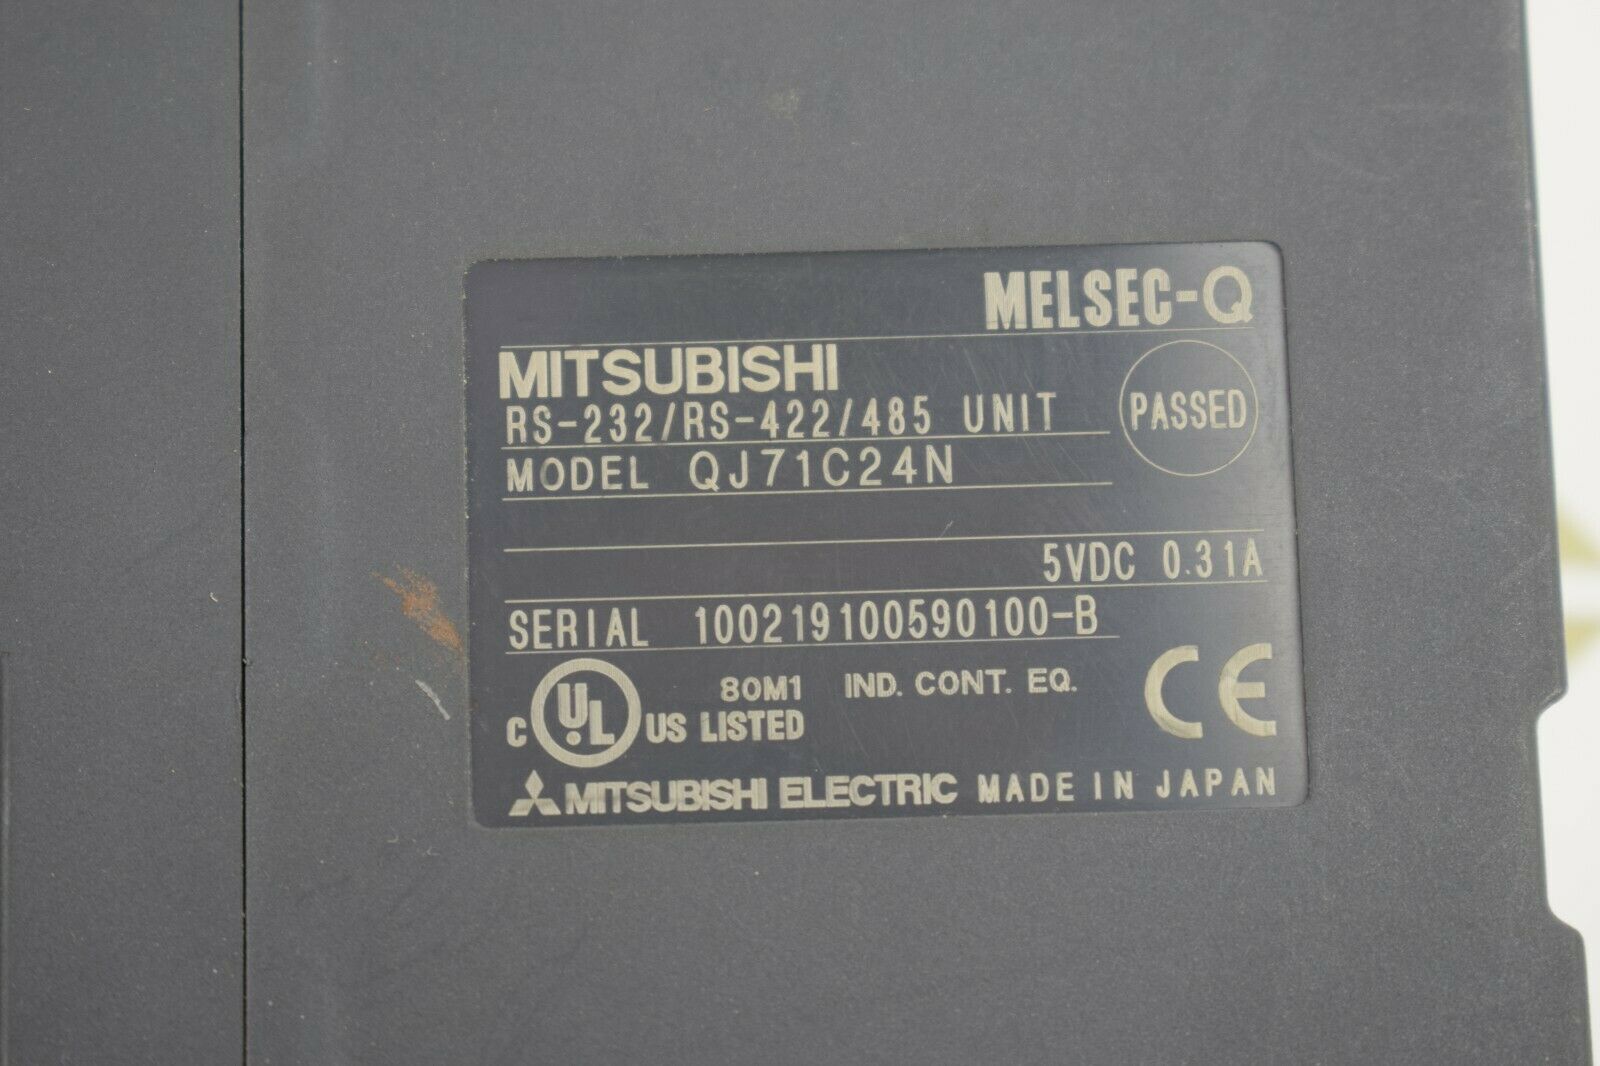 MELSEC-Q
MITSUBISHI
RS-232/RS-422/485 UNIT
PASSED
MODEL QJ71C24N
5VDC 0.31A
SERIAL 100219100590100-B
C UL US LISTED
80M1 IND. CONT. EQ.
CE
MITSUBISHI ELECTRIC MADE IN JAPAN